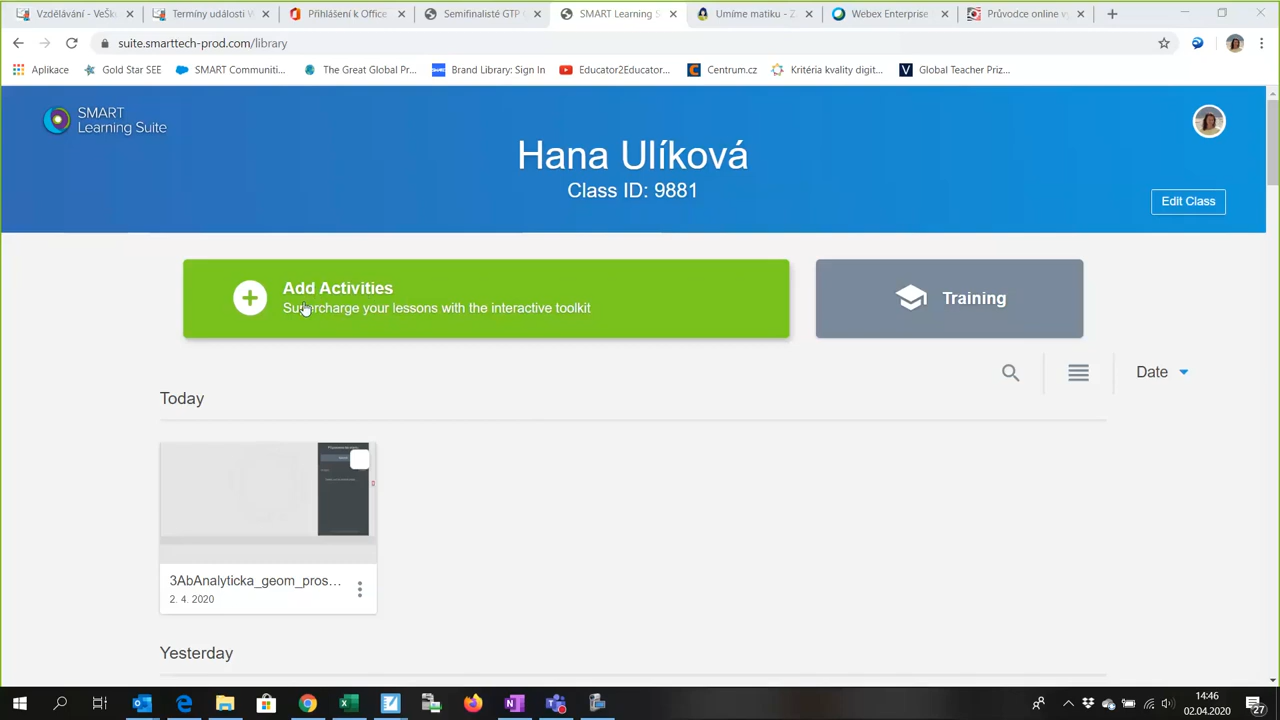 Vzdělávání - VeŠk
Termíny události W
Přihlášení k Office
Semifinalisté GTP C
SMART Learning S
Umíme matiku - Z
Webex Enterprise
Průvodce online vy
suite.smarttech-prod.com/library
Aplikace
Gold Star SEE
SMART Communiti...
The Great Global Pr...
Brand Library: Sign In
Educator2Educator...
Centrum.cz
Kritéria kvality digit...
Global Teacher Priz...
SMART
Learning Suite
Hana Ulíková
Class ID: 9881
Edit Class
Add Activities
Supercharge your lessons with the interactive toolkit
Training
Date
Today
3AbAnalyticka_geom_pros...
2. 4. 2020
Yesterday
14:46
02.04.2020
27